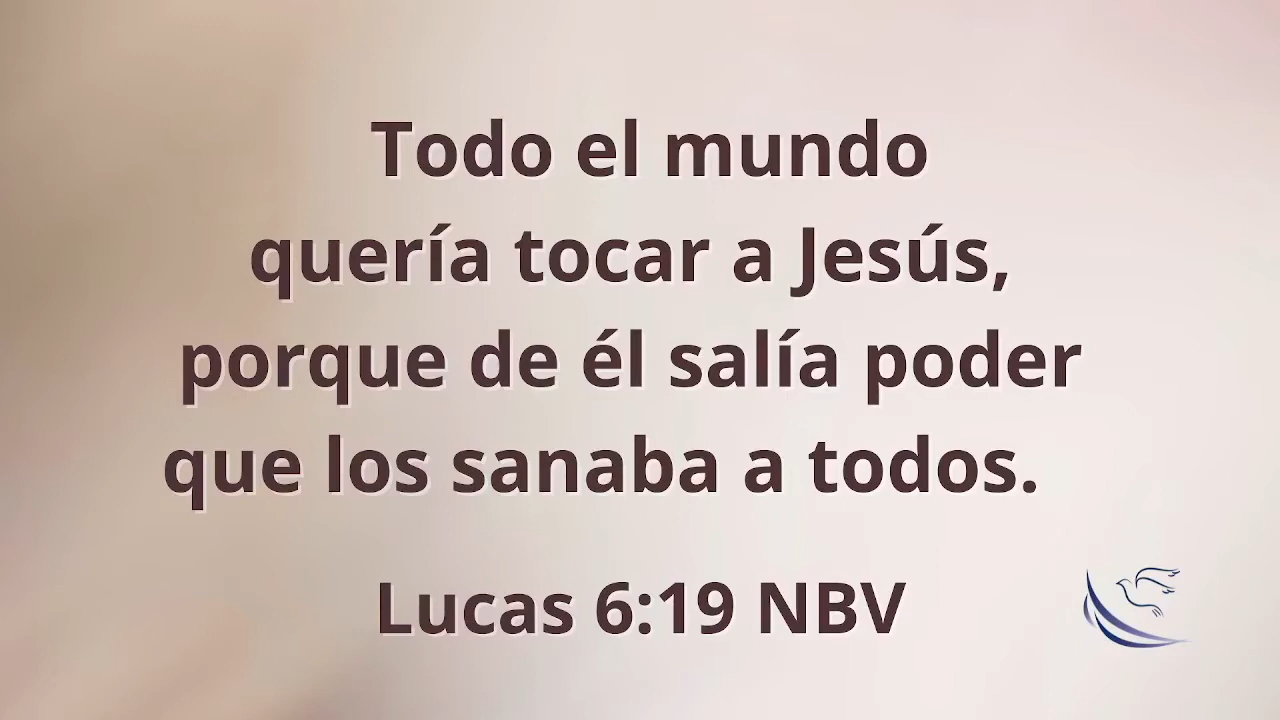 Todo el mundo
quería tocar a Jesús,
porque de él salía poder
que los sanaba a todos.
Lucas 6:19 NBV